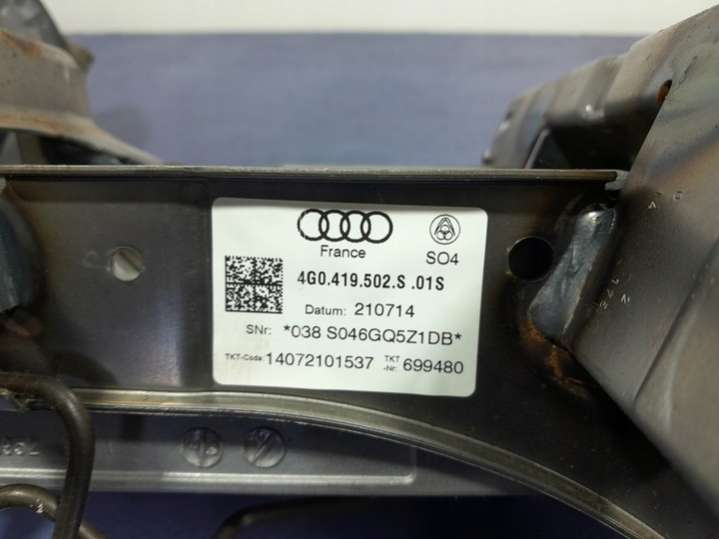 France
SO4
4G0.419.502.S .01S
Datum: 210714
SNr: *038 S046GQ5Z1DB*
TKT-Code: 14072101537 TKT -Nr: 699480